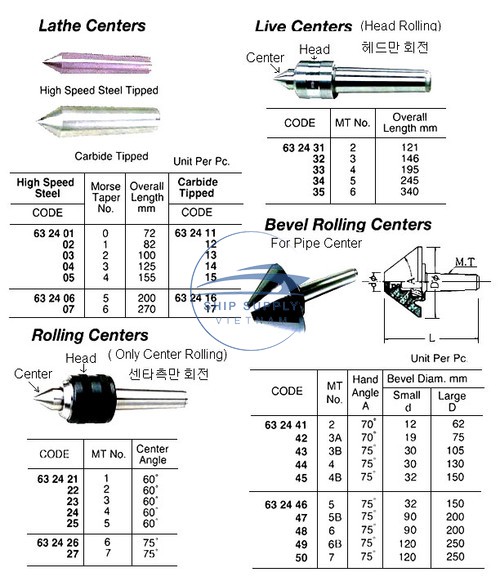 Lathe Centers
High Speed Steel Tipped
Carbide Tipped
Unit Per Pc.
High Speed Steel Morse Taper No. Overall Length mm Carbide Tipped
CODE CODE
63 24 01 0 72 63 24 11
02 1 82 12
03 2 100 13
04 3 125 14
05 4 155 15
63 24 06 5 200 63 24 16
07 6 270 17
SHIP SUPPLY
VIETNAM
Rolling Centers
( Only Center Rolling)
센타측만 회전
Head
Center
CODE MT No. Center Angle
63 24 21 1 60°
22 2 60°
23 3 60°
24 4 60°
25 5 60°
63 24 26 6 75°
27 7 75°
Live Centers (Head Rolling)
헤드만 회전
Head
Center
CODE MT No. Overall Length mm
63 24 31 2 121
32 3 146
33 4 195
34 5 245
35 6 340
Bevel Rolling Centers
For Pipe Center
dφ
Dφ
M.T
L
Unit Per Pc
CODE MT No. Hand Angle A Bevel Diam. mm
Small d Large D
63 24 41 2 70° 12 62
42 3A 70° 19 75
43 3B 75° 30 105
44 4 75° 30 130
45 4B 75° 32 150
63 24 46 5 75° 32 150
47 5B 75° 90 200
48 6 75° 90 200
49 6B 75° 120 250
50 7 75° 120 250